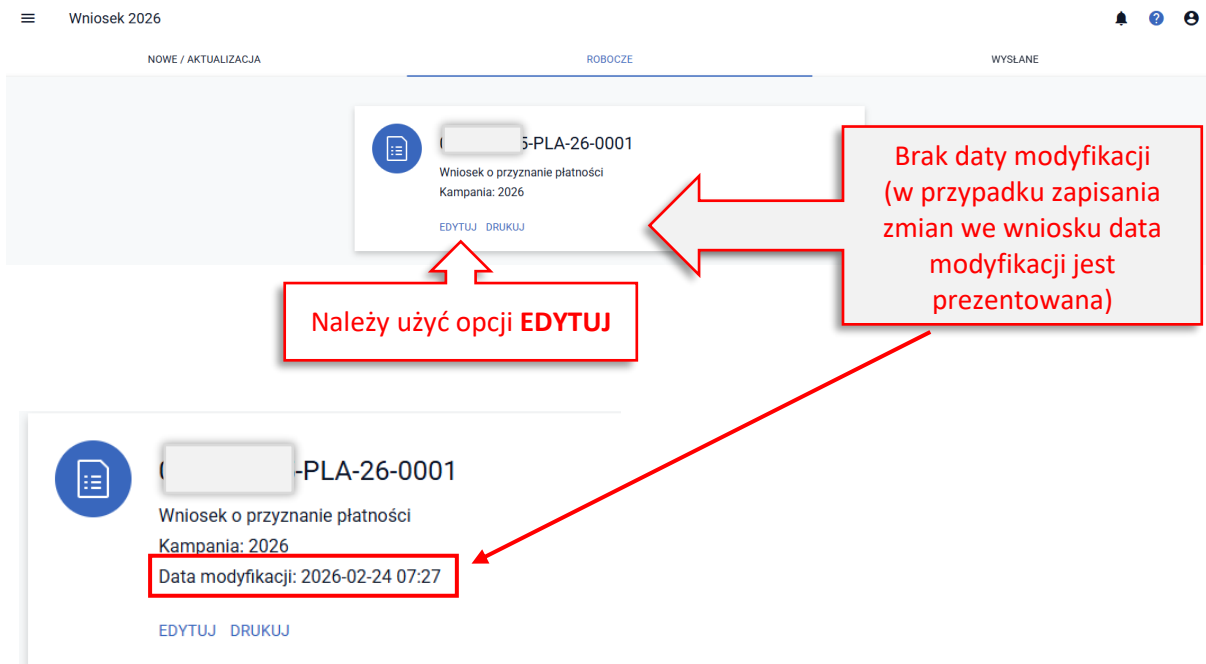 Wniosek 2026
NOWE / AKTUALIZACJA
ROBOCZE
WYSŁANE
5-PLA-26-0001
Wniosek o przyznanie płatności
Kampania: 2026
EDYTUJ DRUKUJ
Brak daty modyfikacji
(w przypadku zapisania
zmian we wniosku data
modyfikacji jest
prezentowana)
Należy użyć opcji EDYTUJ
-PLA-26-0001
Wniosek o przyznanie płatności
Kampania: 2026
Data modyfikacji: 2026-02-24 07:27
EDYTUJ DRUKUJ